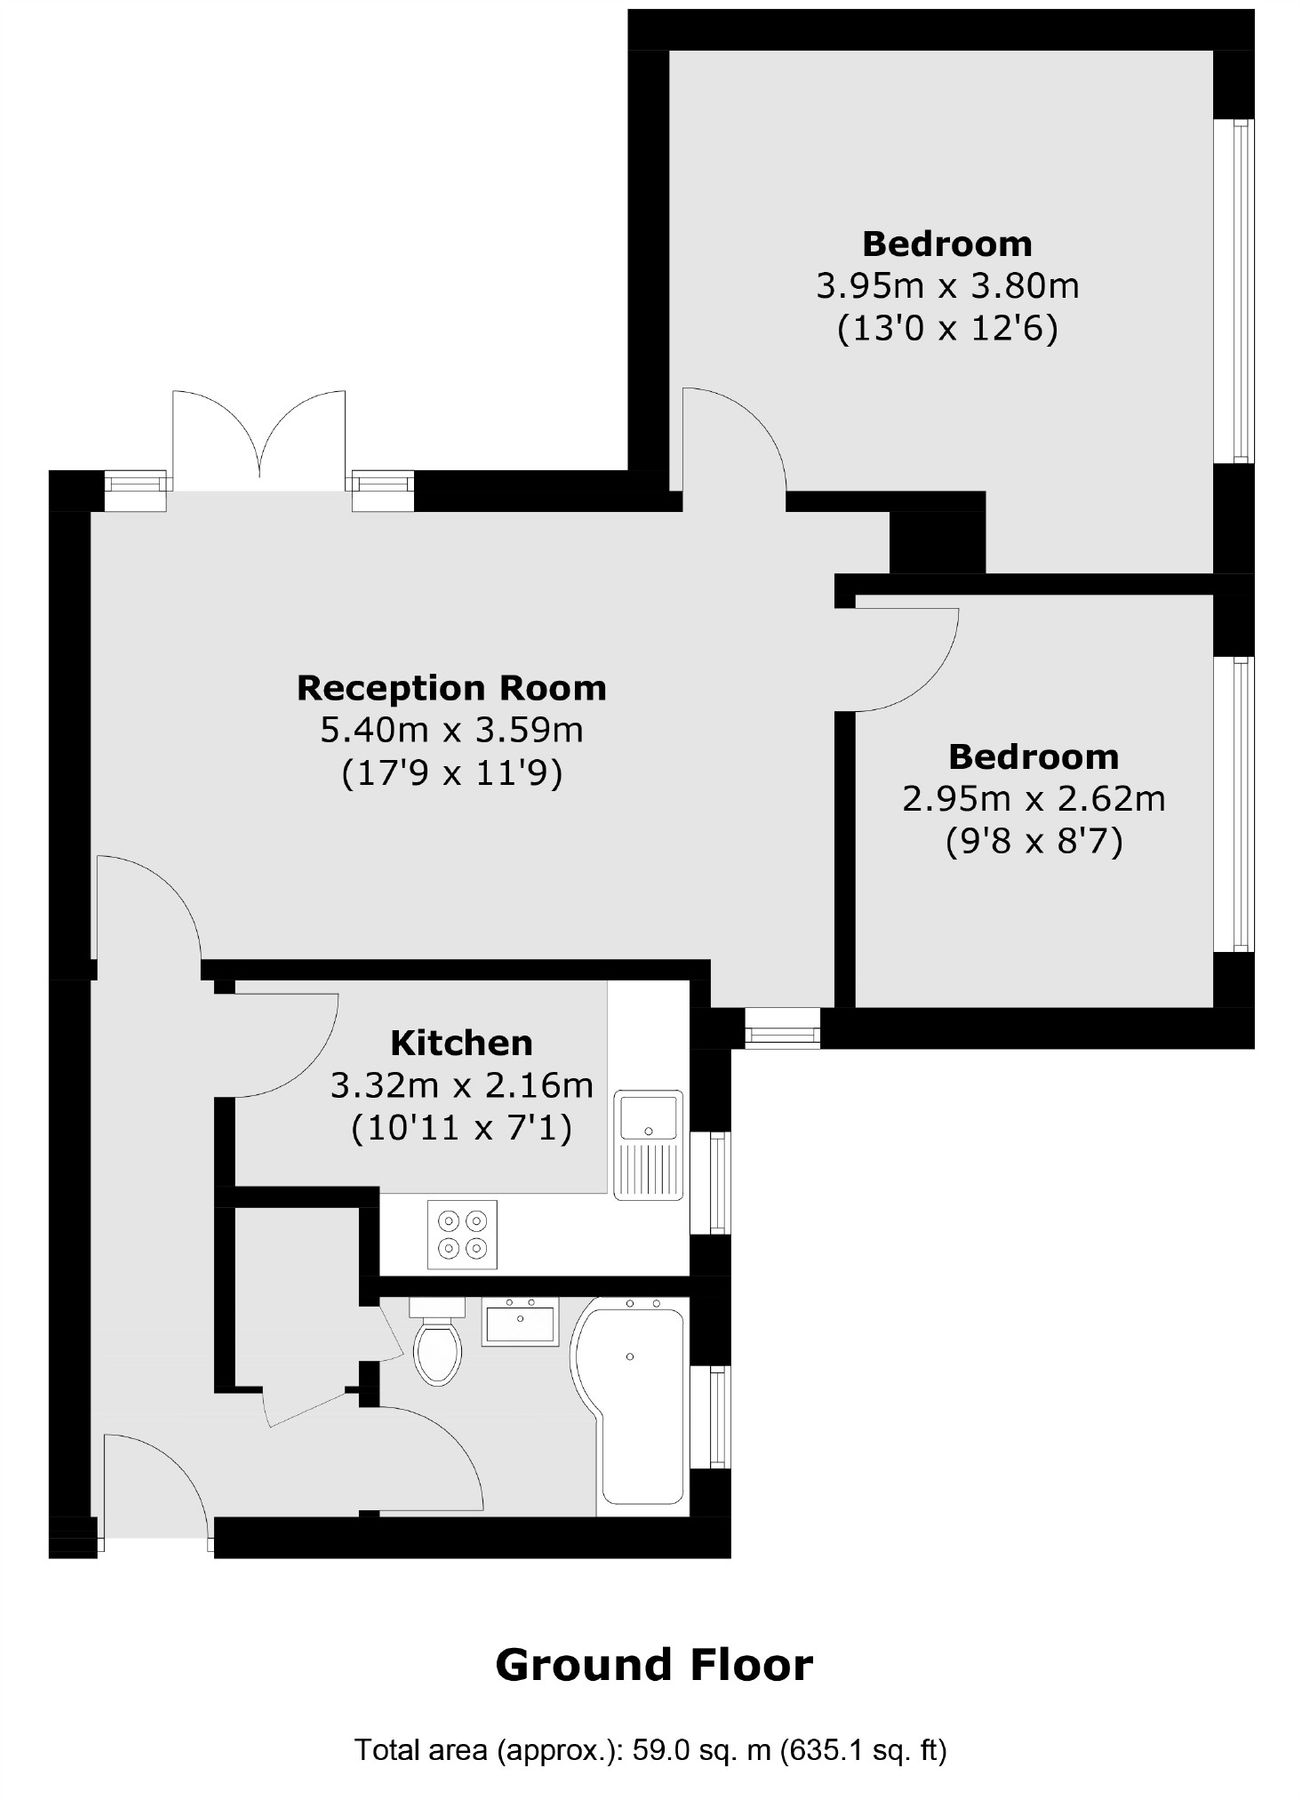 Bedroom
3.95m x 3.80m
(13'0 x 12'6)
Reception Room
5.40m x 3.59m
(17'9 x 11'9)
Bedroom
2.95m x 2.62m
(9'8 x 8'7)
Kitchen
3.32m x 2.16m
(10'11 x 7'1)
Ground Floor
Total area (approx.): 59.0 sq. m (635.1 sq. ft)